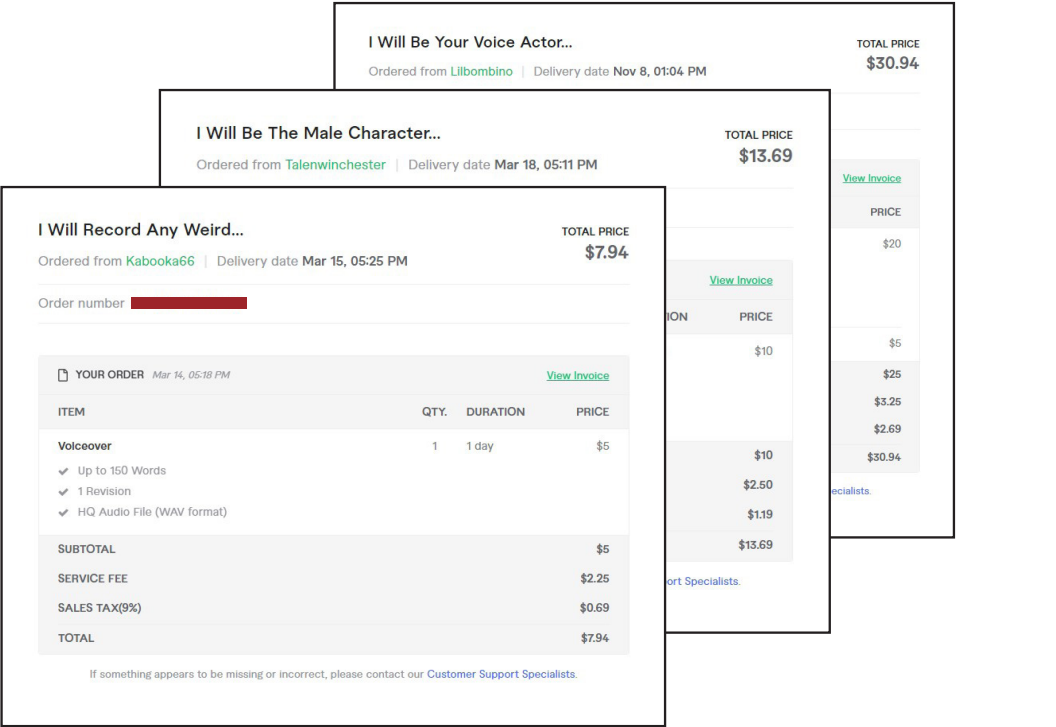 I Will Be Your Voice Actor...
TOTAL PRICE
Ordered from Lilbombino | Delivery date Nov 8, 01:04 PM
$30.94
View Invoice
PRICE
$20
$5
$25
$3.25
$2.69
$30.94
ecialists.
I Will Be The Male Character...
TOTAL PRICE
Ordered from Talenwinchester | Delivery date Mar 18, 05:11 PM
$13.69
View Invoice
ION PRICE
$10
$10
$2.50
$1.19
$13.69
ort Specialists.
I Will Record Any Weird...
TOTAL PRICE
Ordered from Kabooka66 | Delivery date Mar 15, 05:25 PM
$7.94
Order number
YOUR ORDER Mar 14, 05:18 PM View Invoice
ITEM QTY. DURATION PRICE
Voiceover 1 1 day $5
Up to 150 Words
1 Revision
HQ Audio File (WAV format)
SUBTOTAL $5
SERVICE FEE $2.25
SALES TAX(9%) $0.69
TOTAL $7.94
If something appears to be missing or incorrect, please contact our Customer Support Specialists.